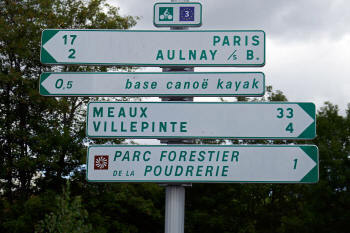 3
17 PARIS
2 AULNAY /S B.
0,5 base canoë kayak
MEAUX 33
VILLEPINTE 4
PARC FORESTIER
DE LA POUDRERIE 1